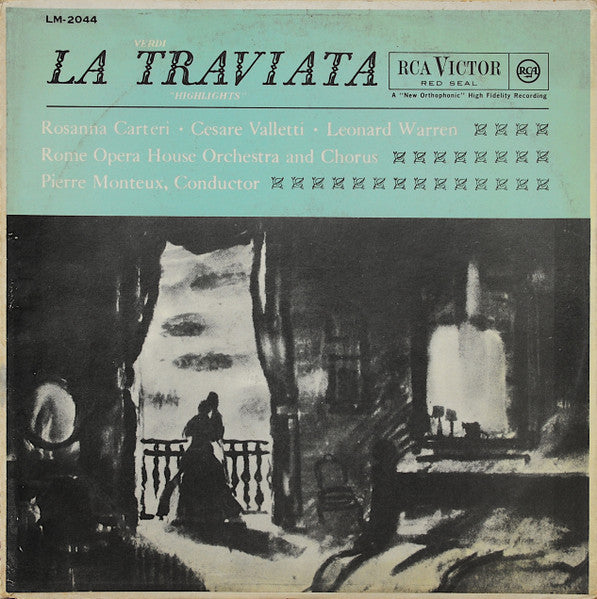 LM-2044
VERDI
LA TRAVIATA
"HIGHLIGHTS"
RCA VICTOR
RED SEAL
RCA
A "New Orthophonic" High Fidelity Recording
Rosanna Carteri · Cesare Valletti · Leonard Warren
Rome Opera House Orchestra and Chorus
Pierre Monteux, Conductor